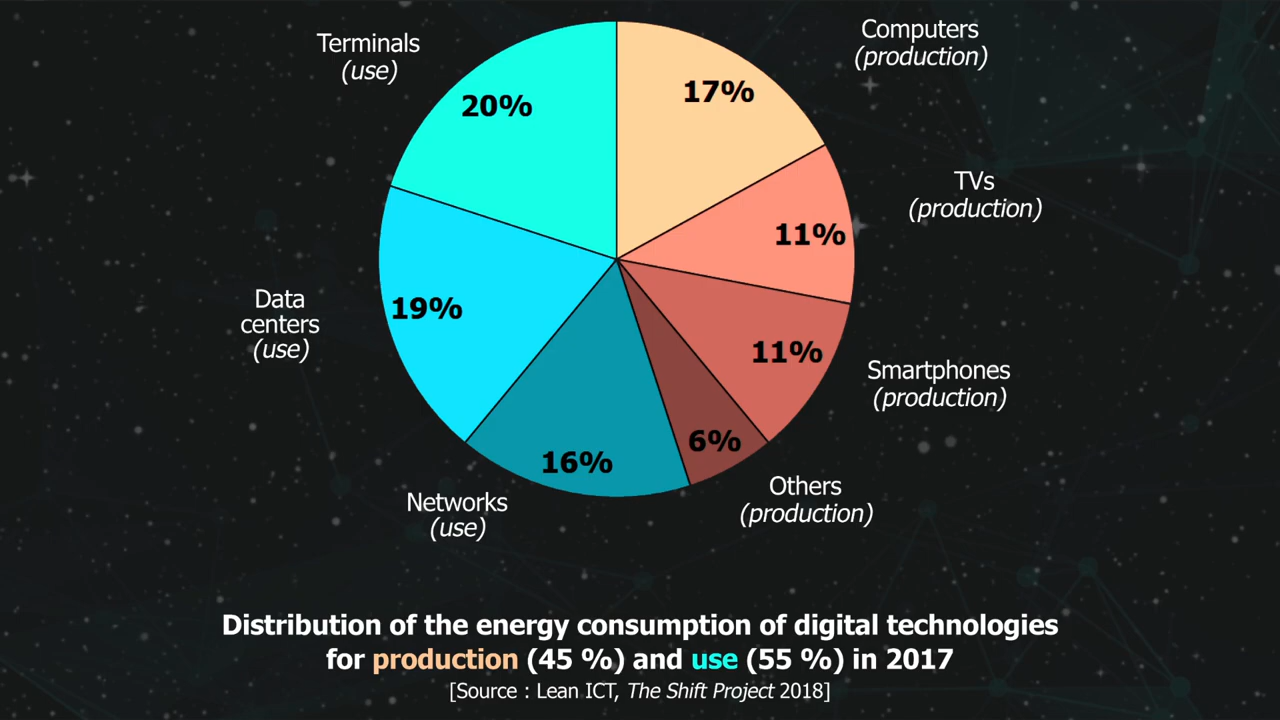 Terminals
(use)
20%
Computers
(production)
17%
TVs
(production)
11%
Smartphones
(production)
11%
Others
(production)
6%
Networks
(use)
16%
Data
centers
(use)
19%
Distribution of the energy consumption of digital technologies
for production (45 %) and use (55 %) in 2017
[Source : Lean ICT, The Shift Project 2018]